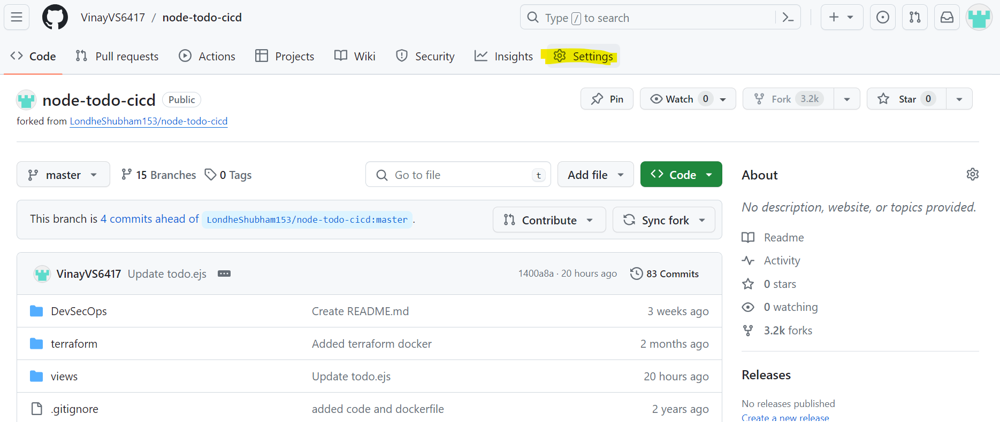 VinayVS6417 / node-todo-cicd
Type / to search
Code Pull requests Actions Projects Wiki Security Insights Settings
node-todo-cicd Public
Pin Watch 0 Fork 3.2k Star 0
forked from LondheShubham153/node-todo-cicd
master 15 Branches 0 Tags Go to file t Add file Code
About
No description, website, or topics provided.
This branch is 4 commits ahead of LondheShubham153/node-todo-cicd:master .
Contribute Sync fork
Readme
Activity
0 stars
0 watching
3.2k forks
VinayVS6417 Update todo.ejs 1400a8a · 20 hours ago 83 Commits
DevSecOps Create README.md 3 weeks ago
terraform Added terraform docker 2 months ago
views Update todo.ejs 20 hours ago
.gitignore added code and dockerfile 2 years ago
Releases
No releases published
Create a new release